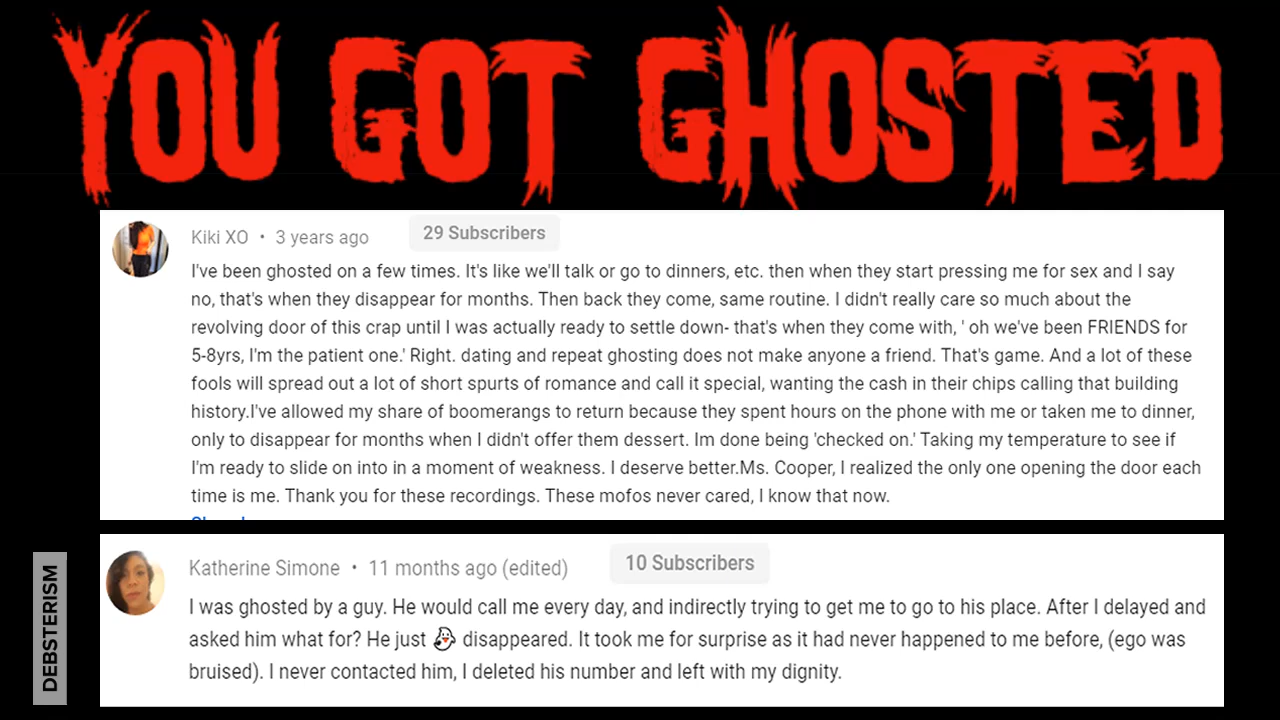 YOU GOT GHOSTED
Kiki XO • 3 years ago 29 Subscribers
I've been ghosted on a few times. It's like we'll talk or go to dinners, etc. then when they start pressing me for sex and I say
no, that's when they disappear for months. Then back they come, same routine. I didn't really care so much about the
revolving door of this crap until I was actually ready to settle down- that's when they come with, ' oh we've been FRIENDS for
5-8yrs, I'm the patient one.' Right. dating and repeat ghosting does not make anyone a friend. That's game. And a lot of these
fools will spread out a lot of short spurts of romance and call it special, wanting the cash in their chips calling that building
history.I've allowed my share of boomerangs to return because they spent hours on the phone with me or taken me to dinner,
only to disappear for months when I didn't offer them dessert. Im done being 'checked on.' Taking my temperature to see if
I'm ready to slide on into in a moment of weakness. I deserve better.Ms. Cooper, I realized the only one opening the door each
time is me. Thank you for these recordings. These mofos never cared, I know that now.
Katherine Simone • 11 months ago (edited) 10 Subscribers
I was ghosted by a guy. He would call me every day, and indirectly trying to get me to go to his place. After I delayed and
asked him what for? He just 👻 disappeared. It took me for surprise as it had never happened to me before, (ego was
bruised). I never contacted him, I deleted his number and left with my dignity.
DEBSTERISM